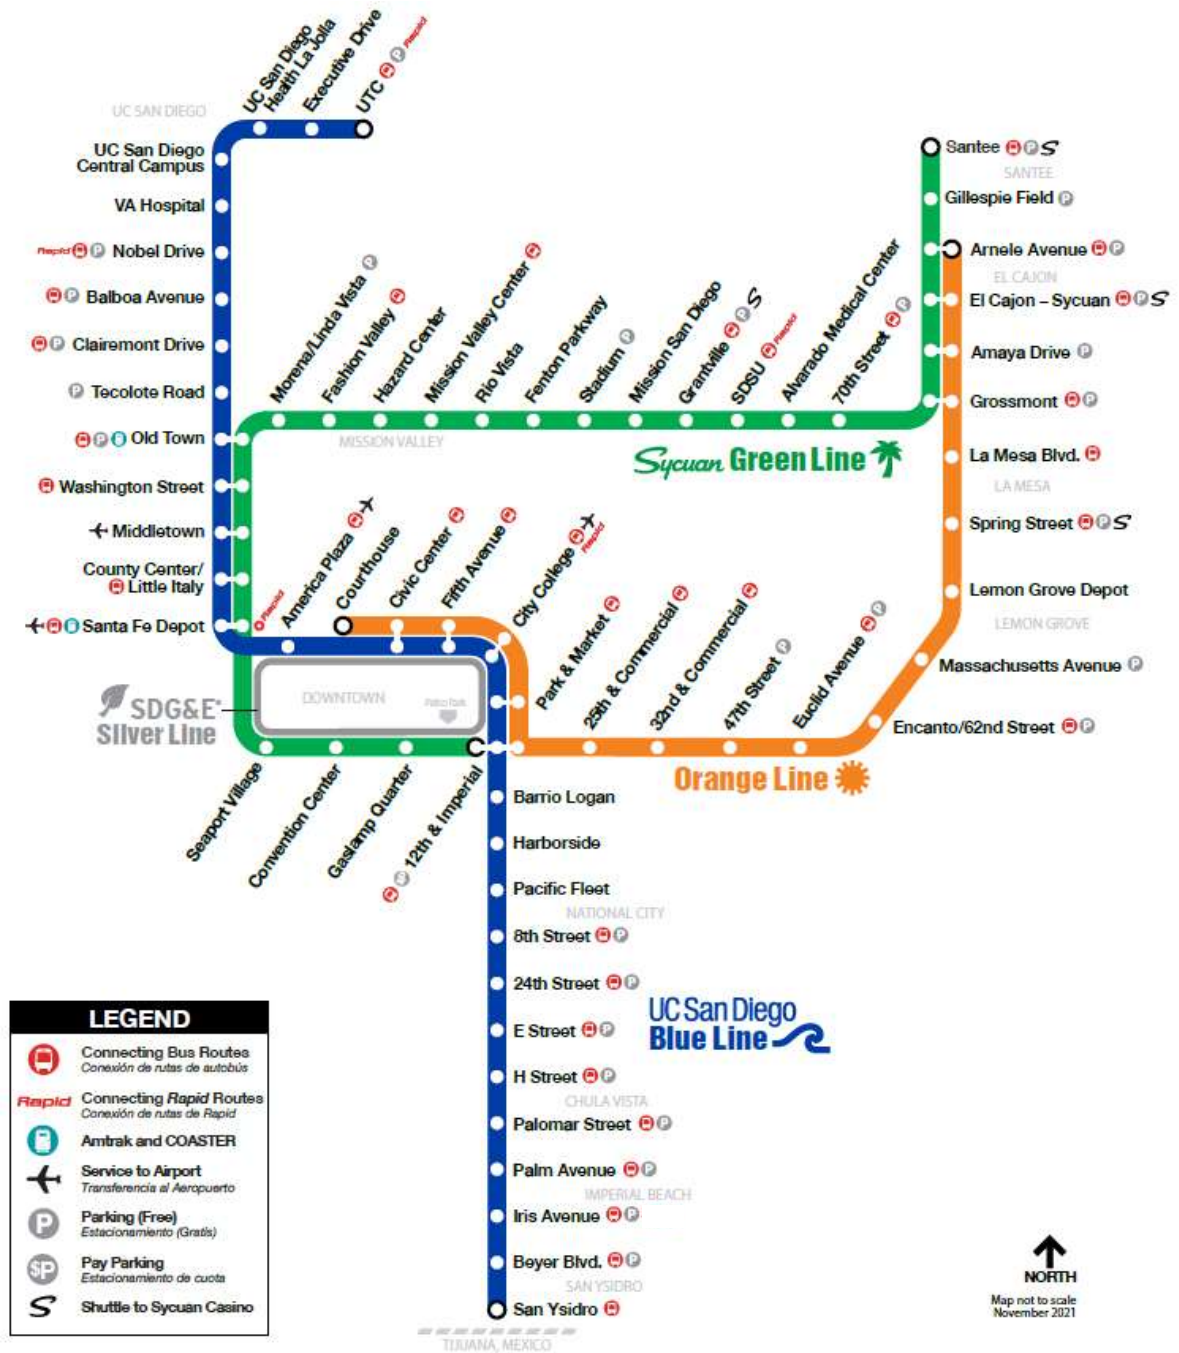 UC San Diego
Health La Jolla
Executive Drive
UTC
Rapid
UC SAN DIEGO
UC San Diego
Central Campus
VA Hospital
Rapid
Nobel Drive
Balboa Avenue
Clairemont Drive
Tecolote Road
Old Town
Washington Street
Middletown
County Center/
Little Italy
Santa Fe Depot
Morena/Linda Vista
Fashion Valley
Hazard Center
Mission Valley Center
Rio Vista
Fenton Parkway
Stadium
Mission San Diego
Grantville
SDSU
Rapid
Alvarado Medical Center
70th Street
MISSION VALLEY
Sycuan Green Line
Santee
SANTEE
Gillespie Field
Arnele Avenue
EL CAJON
El Cajon – Sycuan
Amaya Drive
Grossmont
La Mesa Blvd.
LA MESA
Spring Street
Lemon Grove Depot
LEMON GROVE
Massachusetts Avenue
Encanto/62nd Street
Rapid
America Plaza
Courthouse
Civic Center
Fifth Avenue
City College
Rapid
Park & Market
25th & Commercial
32nd & Commercial
47th Street
Euclid Avenue
DOWNTOWN
Petco Park
SDG&E®
Silver Line
Orange Line
Seaport Village
Convention Center
Gaslamp Quarter
12th & Imperial
Barrio Logan
Harborside
Pacific Fleet
NATIONAL CITY
8th Street
24th Street
E Street
H Street
CHULA VISTA
Palomar Street
Palm Avenue
IMPERIAL BEACH
Iris Avenue
Beyer Blvd.
SAN YSIDRO
San Ysidro
TIJUANA, MEXICO
UC San Diego
Blue Line
LEGEND
Connecting Bus Routes
Conexión de rutas de autobús
Rapid
Connecting Rapid Routes
Conexión de rutas de Rapid
Amtrak and COASTER
Service to Airport
Transferencia al Aeropuerto
P
Parking (Free)
Estacionamiento (Gratis)
$P
Pay Parking
Estacionamiento de cuota
S
Shuttle to Sycuan Casino
NORTH
Map not to scale
November 2021